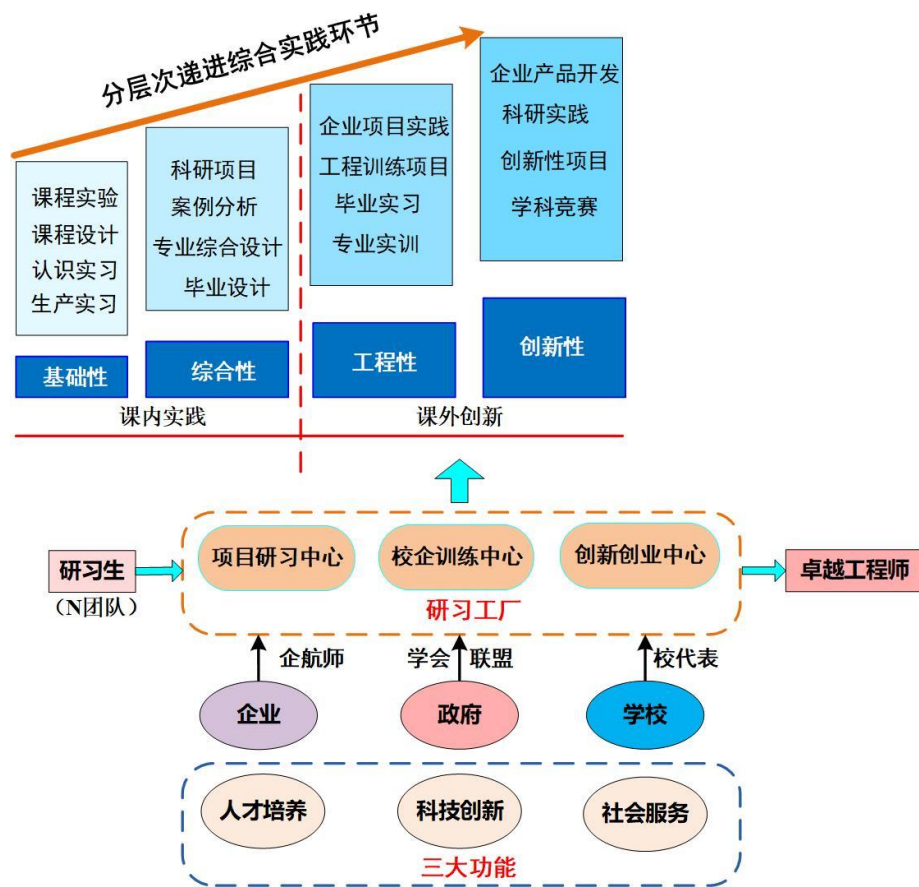 分层次递进综合实践环节
课程实验
课程设计
认识实习
生产实习
科研项目
案例分析
专业综合设计
毕业设计
企业项目实践
工程训练项目
毕业实习
专业实训
企业产品开发
科研实践
创新性项目
学科竞赛
基础性
综合性
工程性
创新性
课内实践
课外创新
研习生
（N团队）
项目研习中心
校企训练中心
创新创业中心
研习工厂
卓越工程师
企航师
学会
联盟
校代表
企业
政府
学校
人才培养
科技创新
社会服务
三大功能